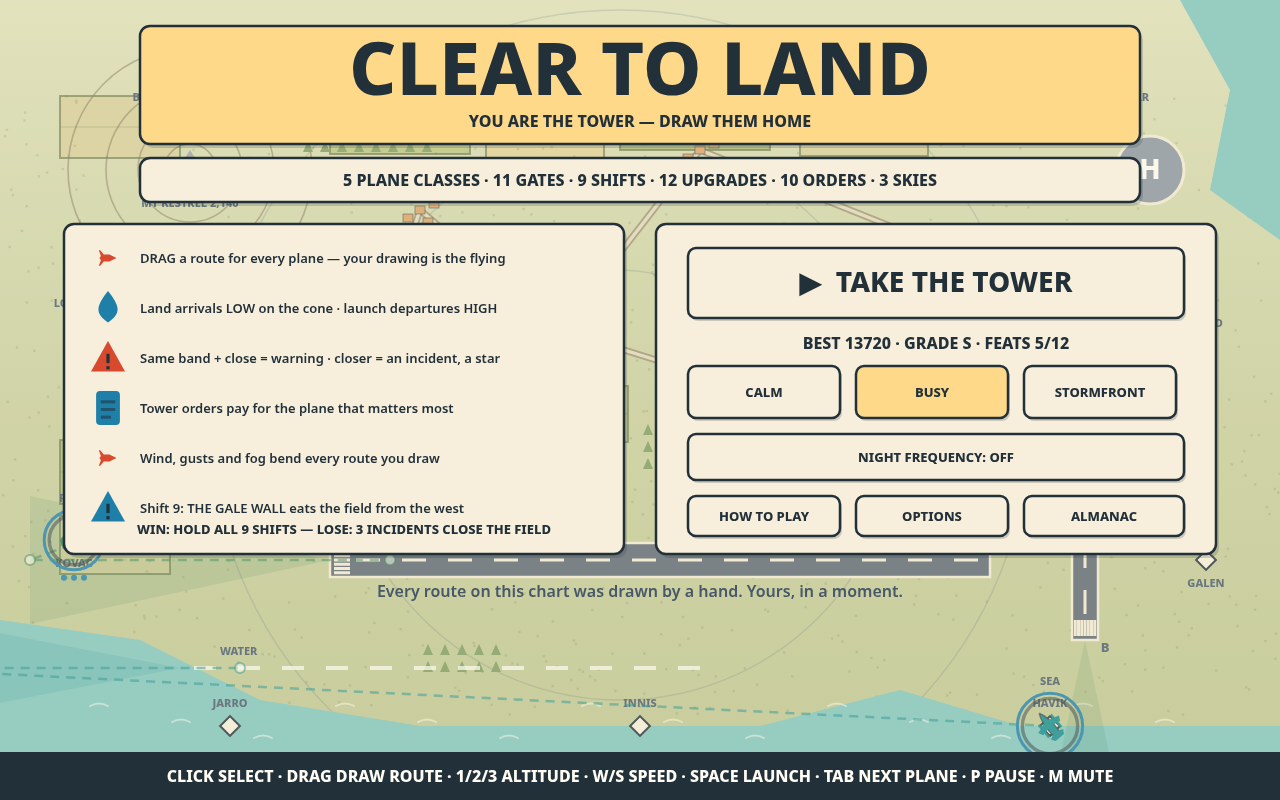 CLEAR TO LAND
YOU ARE THE TOWER — DRAW THEM HOME
5 PLANE CLASSES · 11 GATES · 9 SHIFTS · 12 UPGRADES · 10 ORDERS · 3 SKIES
H
DRAG a route for every plane — your drawing is the flying
Land arrivals LOW on the cone · launch departures HIGH
Same band + close = warning · closer = an incident, a star
Tower orders pay for the plane that matters most
Wind, gusts and fog bend every route you draw
Shift 9: THE GALE WALL eats the field from the west
WIN: HOLD ALL 9 SHIFTS — LOSE: 3 INCIDENTS CLOSE THE FIELD
▶ TAKE THE TOWER
BEST 13720 · GRADE S · FEATS 5/12
CALM
BUSY
STORMFRONT
NIGHT FREQUENCY: OFF
HOW TO PLAY
OPTIONS
ALMANAC
GALEN
Every route on this chart was drawn by a hand. Yours, in a moment.
WATER
B
SEA
JARRO
INNIS
HAVIK
CLICK SELECT · DRAG DRAW ROUTE · 1/2/3 ALTITUDE · W/S SPEED · SPACE LAUNCH · TAB NEXT PLANE · P PAUSE · M MUTE